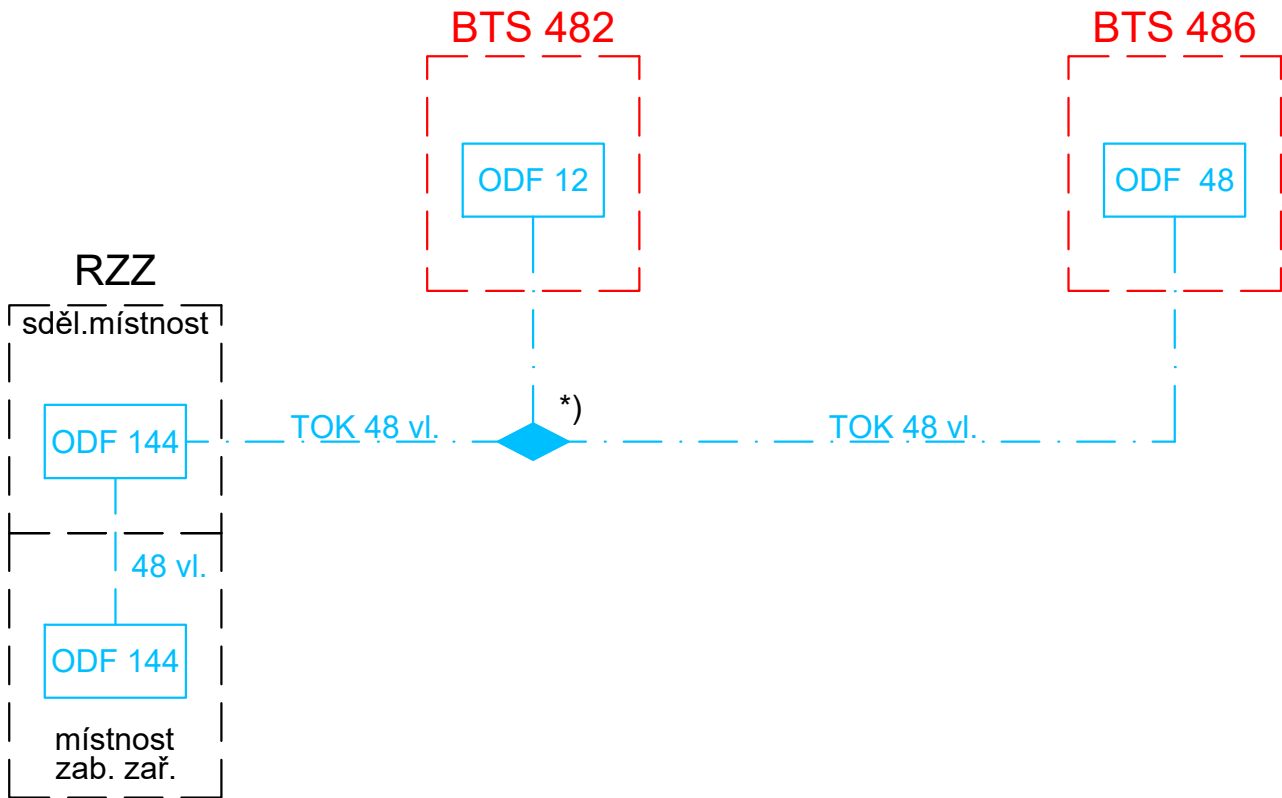 BTS 482
BTS 486
ODF 12
ODF 48
RZZ
sděl.místnost
*)
ODF 144
TOK 48 vl.
TOK 48 vl.
48 vl.
ODF 144
místnost
zab. zař.